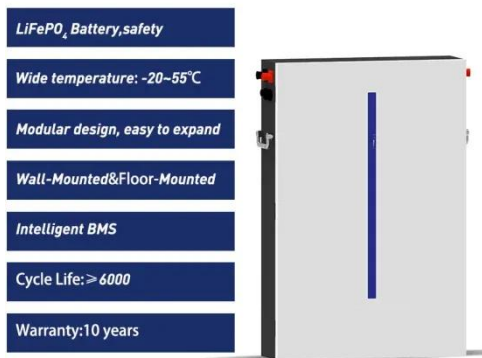 LiFePO₄ Battery,safety
Wide temperature: -20~55℃
Modular design, easy to expand
Wall-Mounted&Floor-Mounted
Intelligent BMS
Cycle Life:≥6000
Warranty:10 years